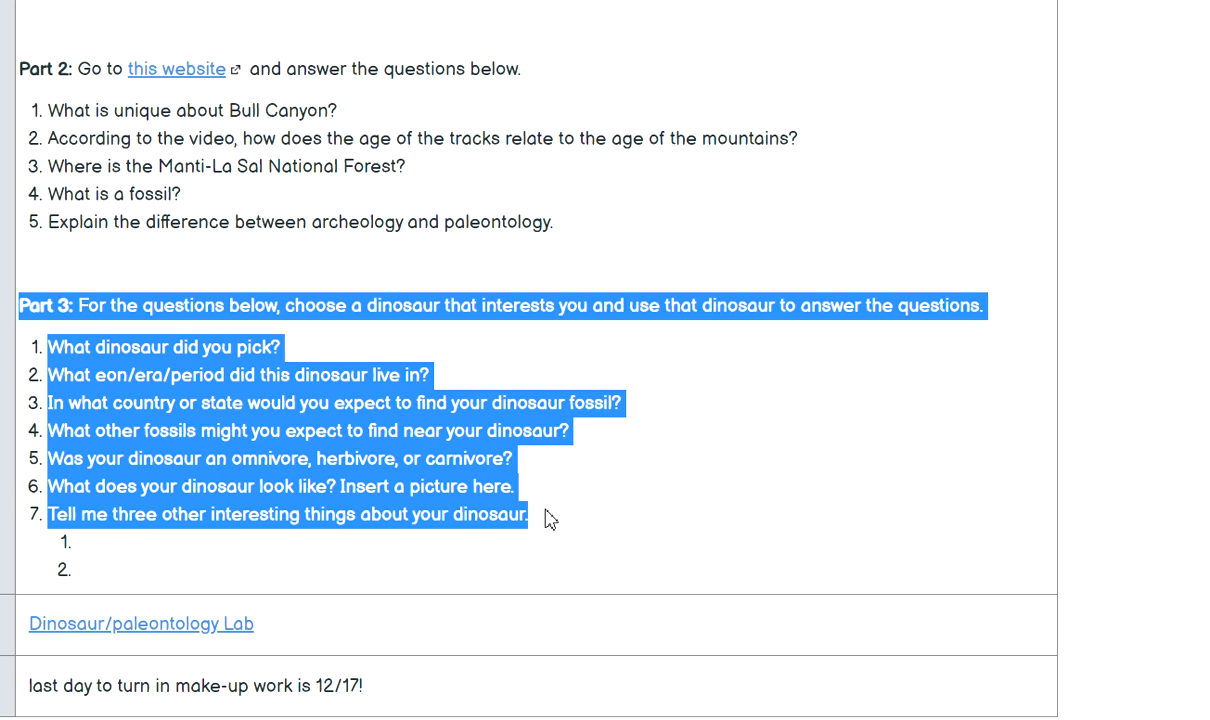 Part 2: Go to this website and answer the questions below.
1. What is unique about Bull Canyon?
2. According to the video, how does the age of the tracks relate to the age of the mountains?
3. Where is the Manti-La Sal National Forest?
4. What is a fossil?
5. Explain the difference between archeology and paleontology.
Part 3: For the questions below, choose a dinosaur that interests you and use that dinosaur to answer the questions.
1. What dinosaur did you pick?
2. What eon/era/period did this dinosaur live in?
3. In what country or state would you expect to find your dinosaur fossil?
4. What other fossils might you expect to find near your dinosaur?
5. Was your dinosaur an omnivore, herbivore, or carnivore?
6. What does your dinosaur look like? Insert a picture here.
7. Tell me three other interesting things about your dinosaur.
1.
2.
Dinosaur/paleontology Lab
last day to turn in make-up work is 12/17!